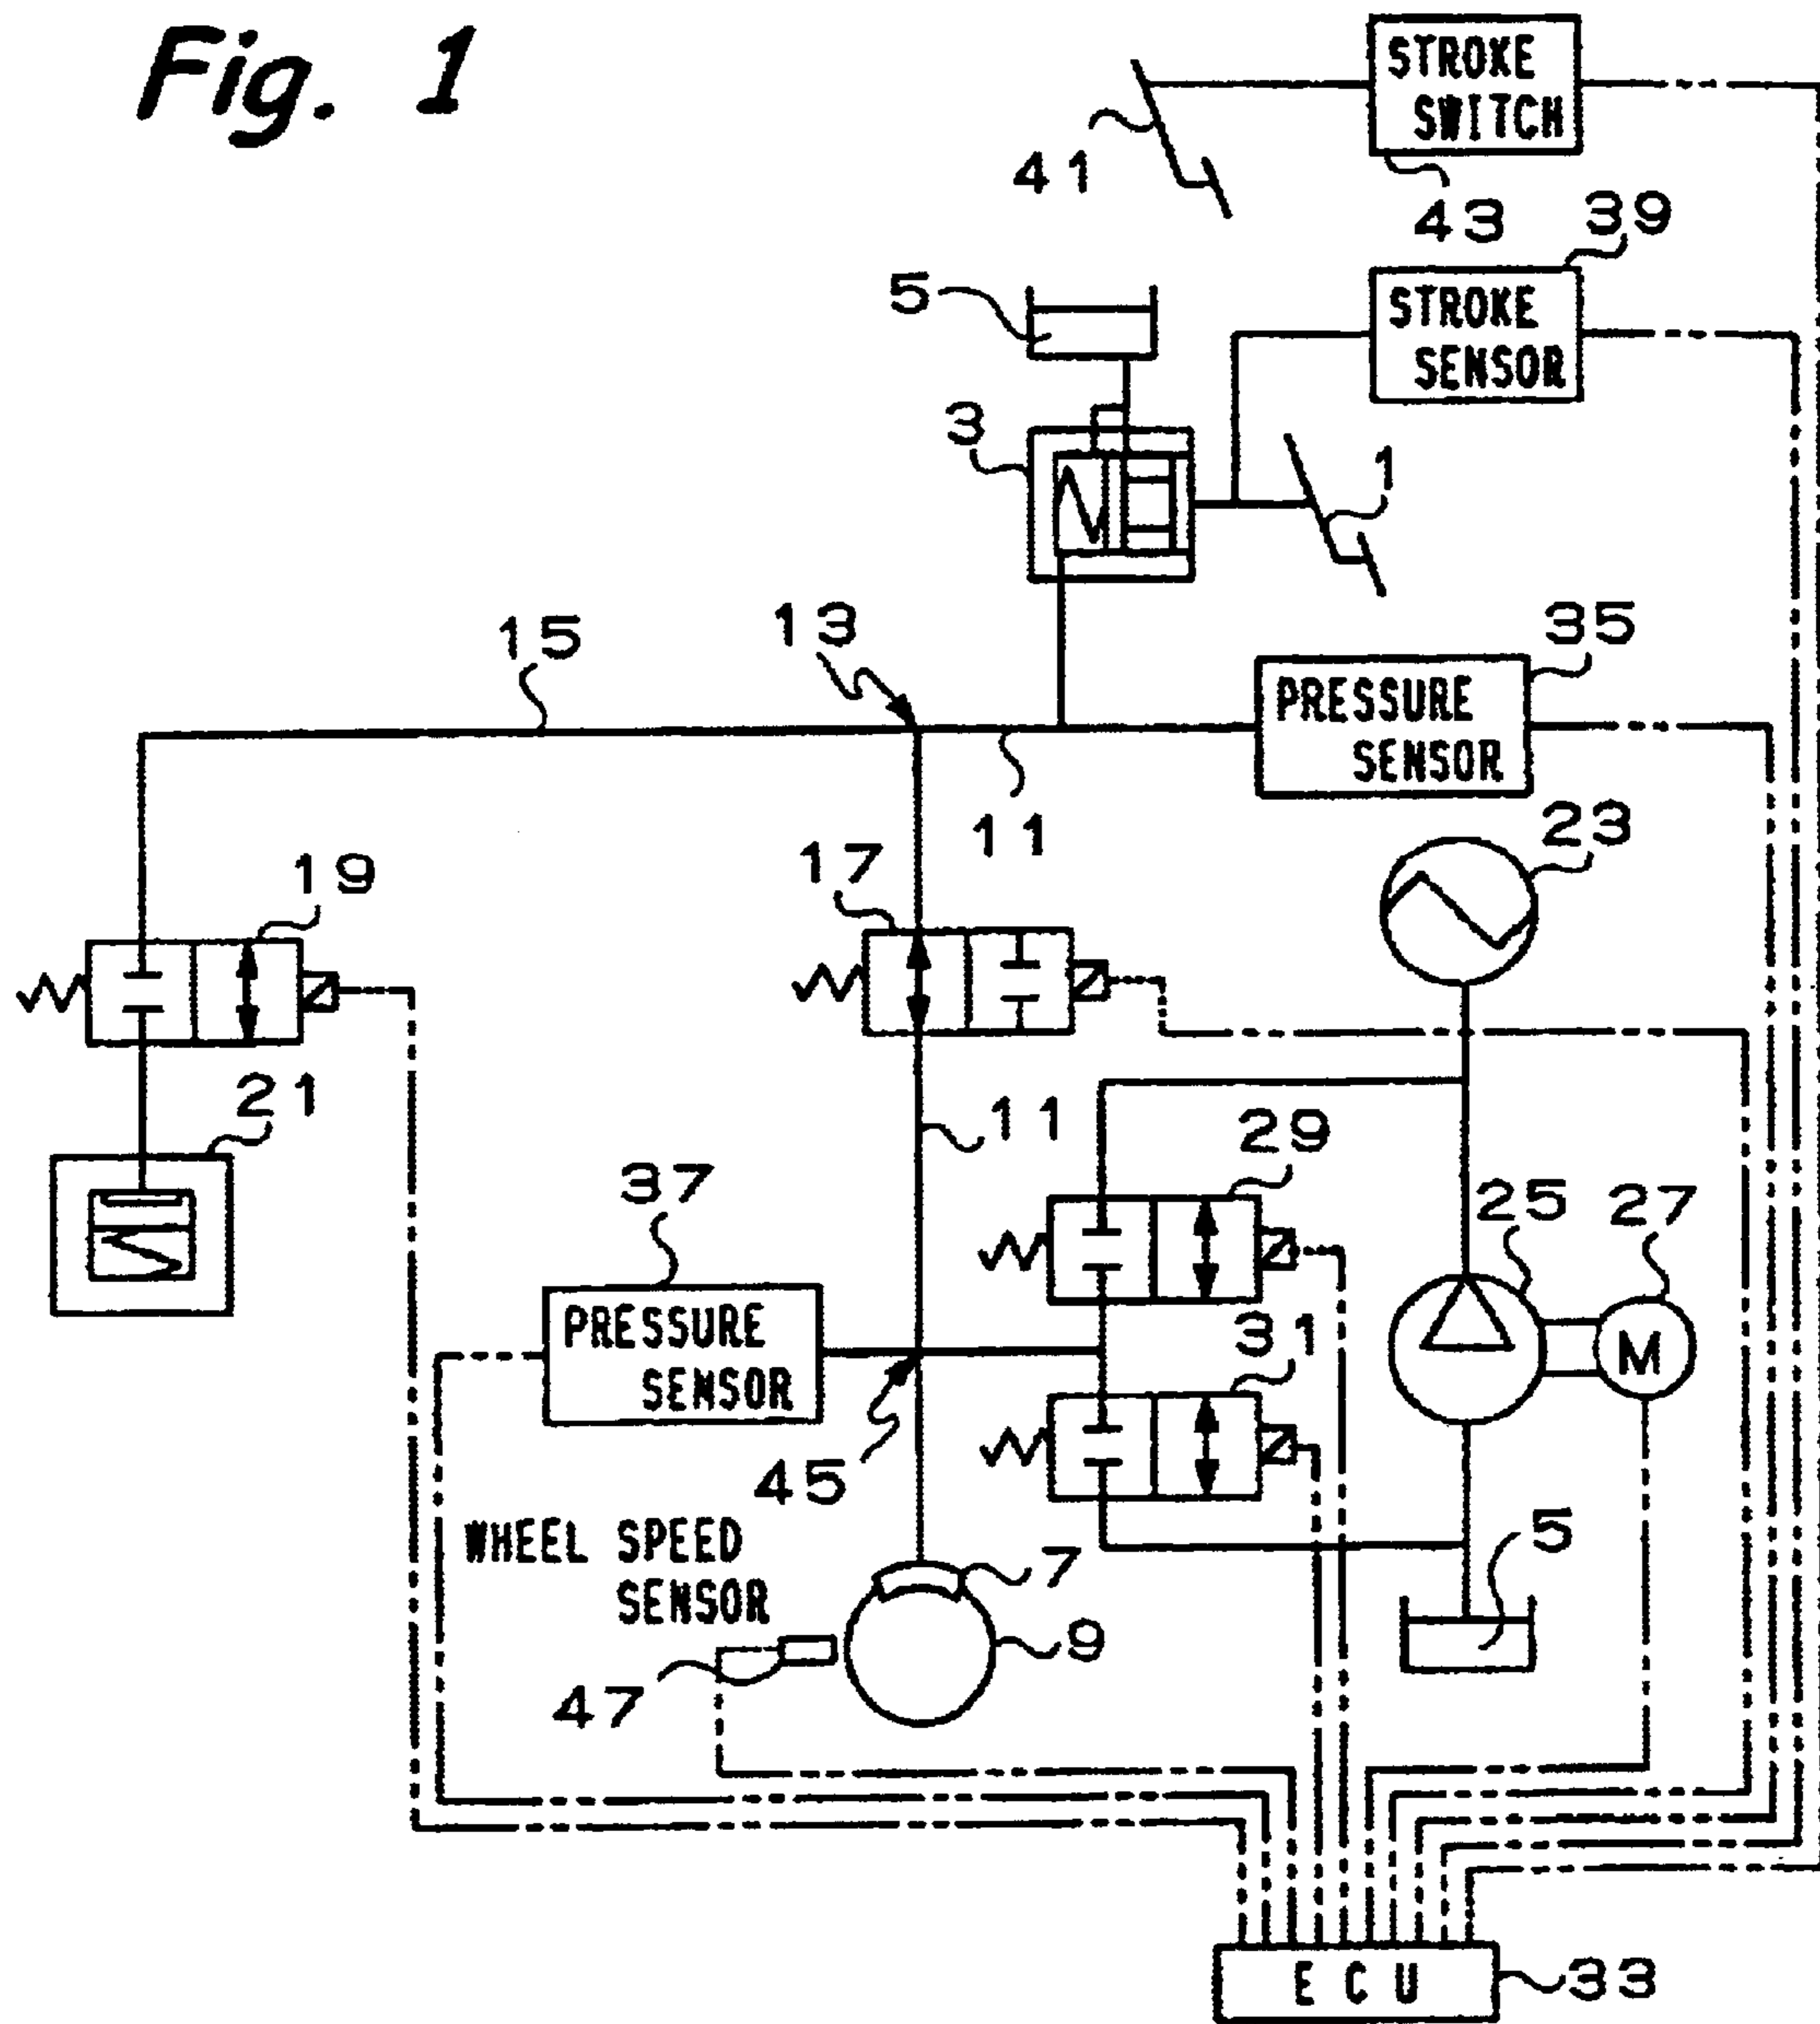 Fig. 1
STROKE
SWITCH
41
43
39
5
STROKE
SENSOR
3
1
15
13
35
PRESSURE
SENSOR
11
23
17
19
21
11
29
37
25
27
PRESSURE
SENSOR
31
M
45
WHEEL SPEED
SENSOR
5
7
9
47
ECU
33